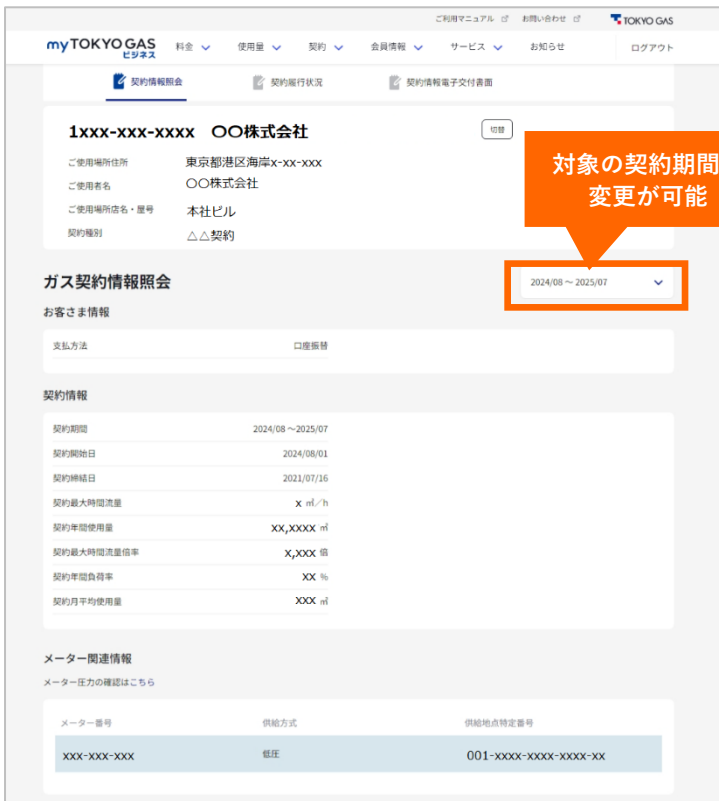 ご利用マニュアル お問い合わせ TOKYO GAS
myTOKYO GAS ビジネス 料金 使用量 契約 会員情報 サービス お知らせ ログアウト
契約情報照会 契約履行状況 契約情報電子交付書面
1xxx-xxx-xxxx 〇〇株式会社 切替
ご使用場所住所 東京都港区海岸x-xx-xxx
ご使用者名 〇〇株式会社
ご使用場所店名・屋号 本社ビル
契約種別 △△契約
対象の契約期間
変更が可能
ガス契約情報照会 2024/08～2025/07
お客さま情報
支払方法 口座振替
契約情報
契約期間 2024/08～2025/07
契約開始日 2024/08/01
契約締結日 2021/07/16
契約最大時間流量 x ㎥/h
契約年間使用量 xx,xxxx ㎥
契約最大時間流量倍率 x,xxx 倍
契約年間負荷率 xx %
契約月平均使用量 xxx ㎥
メーター関連情報
メーター圧力の確認はこちら
メーター番号 供給方式 供給地点特定番号
xxx-xxx-xxx 低圧 001-xxxx-xxxx-xxxx-xx